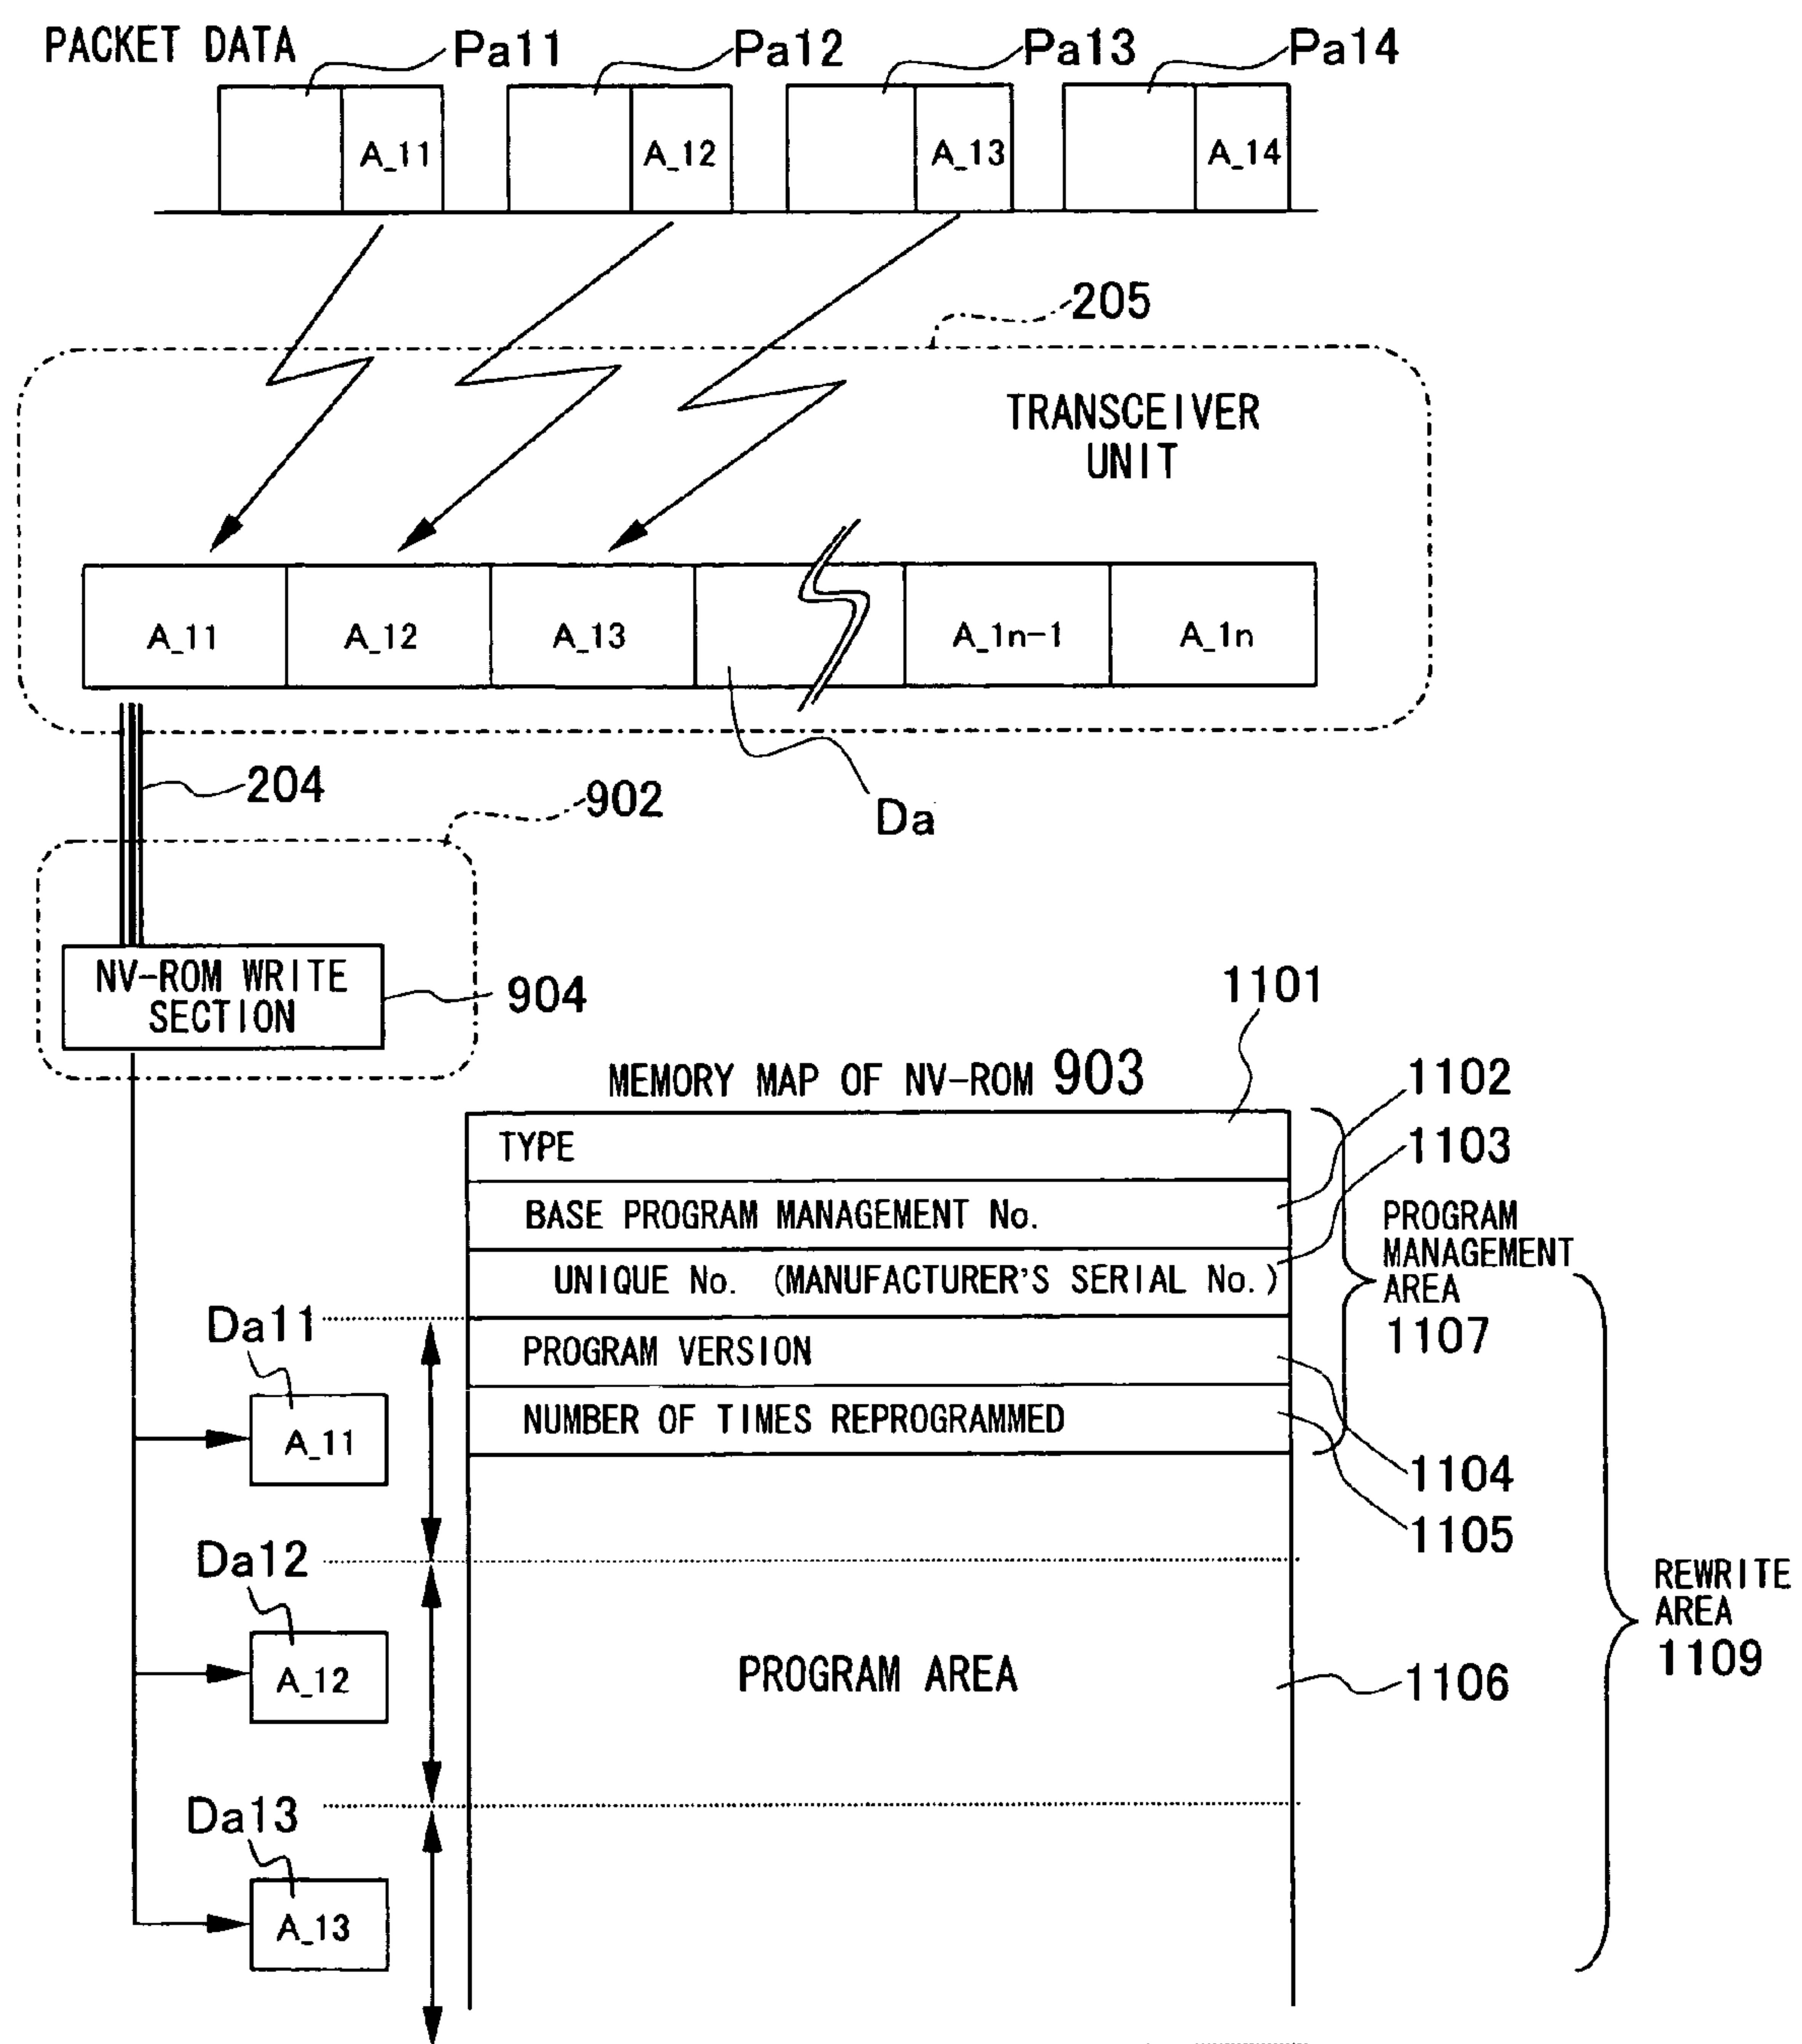 PACKET DATA
Pa11
Pa12
Pa13
Pa14
A_11
A_12
A_13
A_14
205
TRANSCEIVER
UNIT
A_11
A_12
A_13
A_1n-1
A_1n
204
902
Da
NV-ROM WRITE
SECTION
904
1101
MEMORY MAP OF NV-ROM 903
1102
TYPE
1103
BASE PROGRAM MANAGEMENT No.
PROGRAM
MANAGEMENT
AREA
1107
UNIQUE No. (MANUFACTURER'S SERIAL No.)
Da11
PROGRAM VERSION
NUMBER OF TIMES REPROGRAMMED
A_11
1104
1105
Da12
REWRITE
AREA
1109
A_12
PROGRAM AREA
1106
Da13
A_13